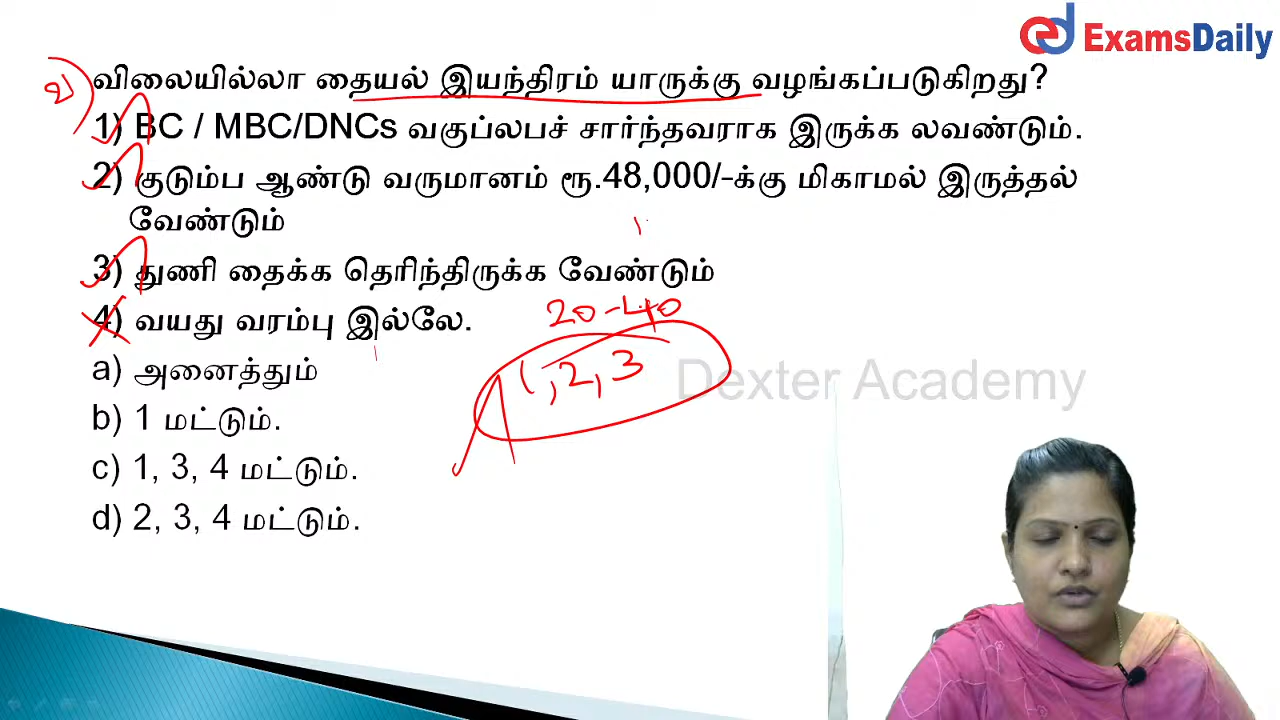 ExamsDaily
விலையில்லா தையல் இயந்திரம் யாருக்கு வழங்கப்படுகிறது?
1) BC / MBC/DNCs வகுப்லபச் சார்ந்தவராக இருக்க லவண்டும்.
2) குடும்ப ஆண்டு வருமானம் ரூ.48,000/-க்கு மிகாமல் இருத்தல்
வேண்டும்
3) துணி தைக்க தெரிந்திருக்க வேண்டும்
4) வயது வரம்பு இல்லே.
20-40
a) அனைத்தும்
1, 2, 3
Dexter Academy
b) 1 மட்டும்.
c) 1, 3, 4 மட்டும்.
d) 2, 3, 4 மட்டும்.